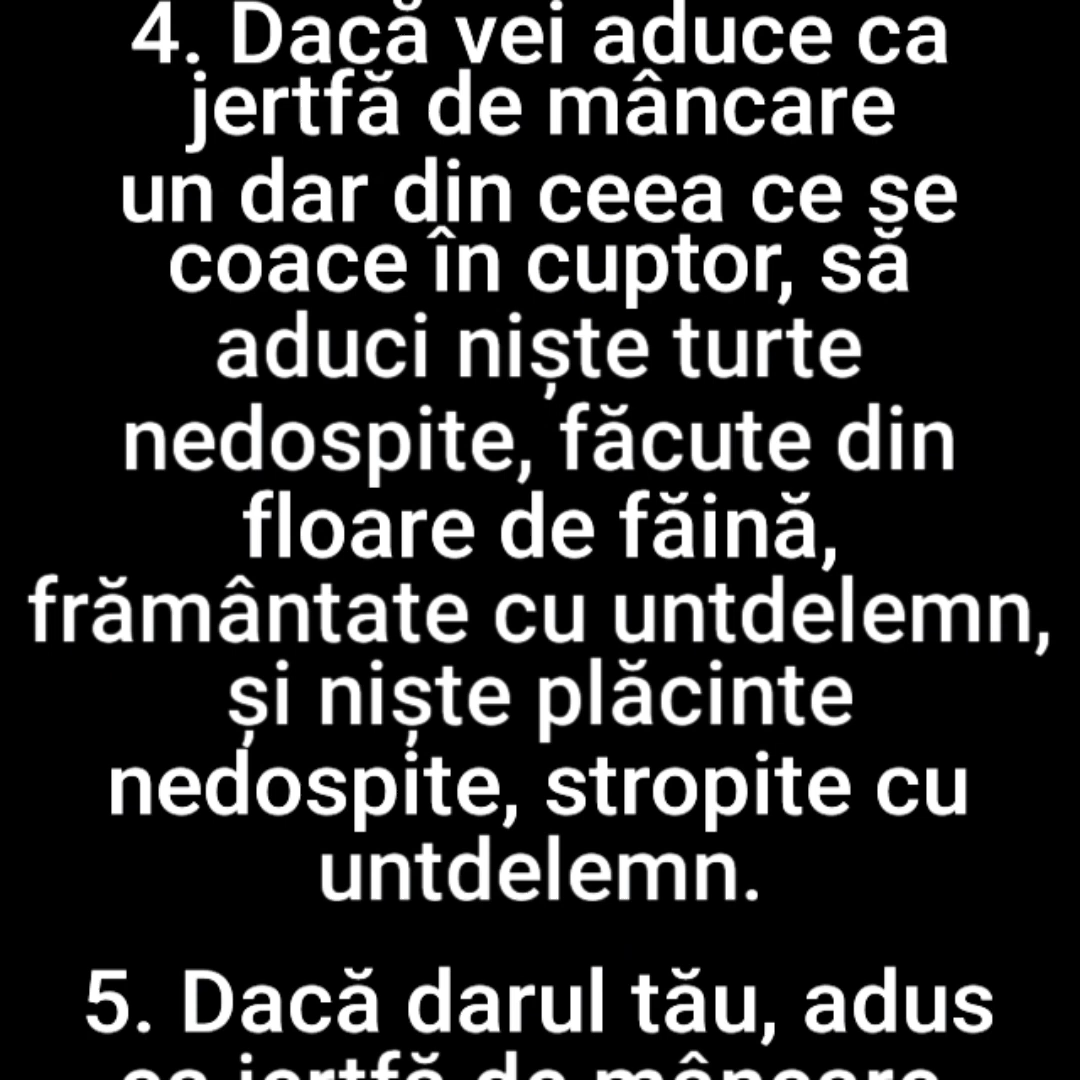 4. Dacă vei aduce ca
jertfă de mâncare
un dar din ceea ce se
coace în cuptor, să
aduci niște turte
nedospite, făcute din
floare de făină,
frământate cu untdelemn,
și niște plăcinte
nedospite, stropite cu
untdelemn.
5. Dacă darul tău, adus
ca jertfă de mâncare